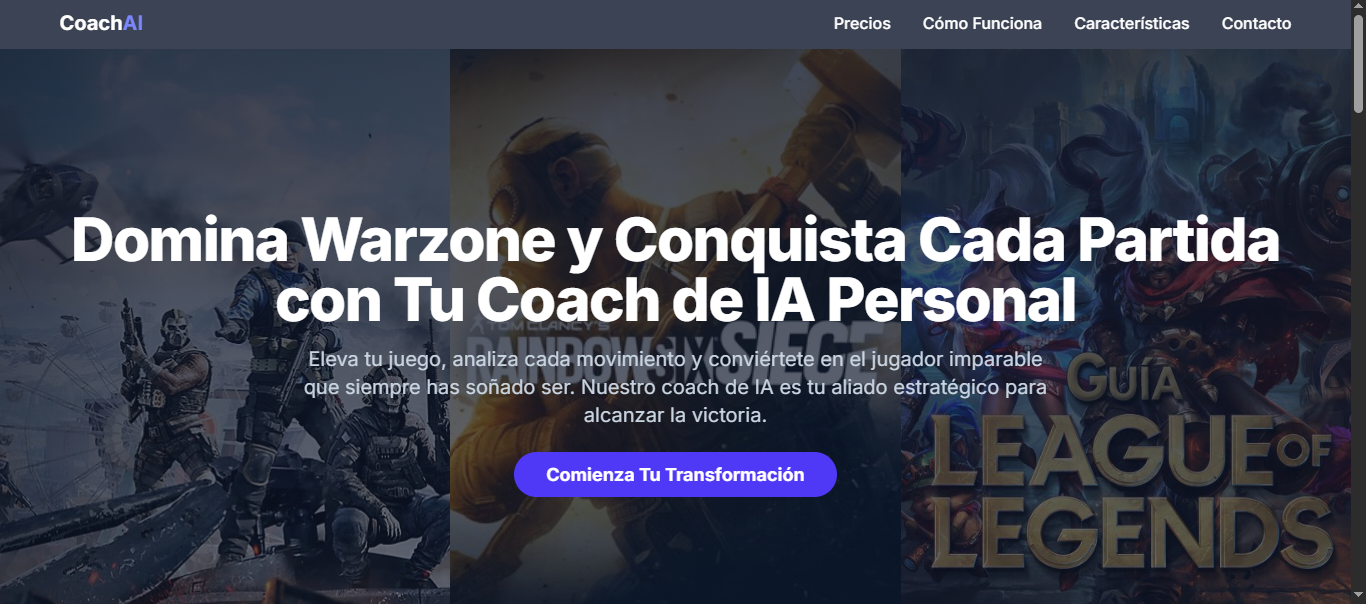 CoachAI
Precios
Cómo Funciona
Características
Contacto
Domina Warzone y Conquista Cada Partida
con Tu Coach de IA Personal
TOM CLANCY'S
RAINBOW SIX SIEGE
Eleva tu juego, analiza cada movimiento y conviértete en el jugador imparable
que siempre has soñado ser. Nuestro coach de IA es tu aliado estratégico para
alcanzar la victoria.
Comienza Tu Transformación
GUÍA
LEAGUE OF
LEGENDS